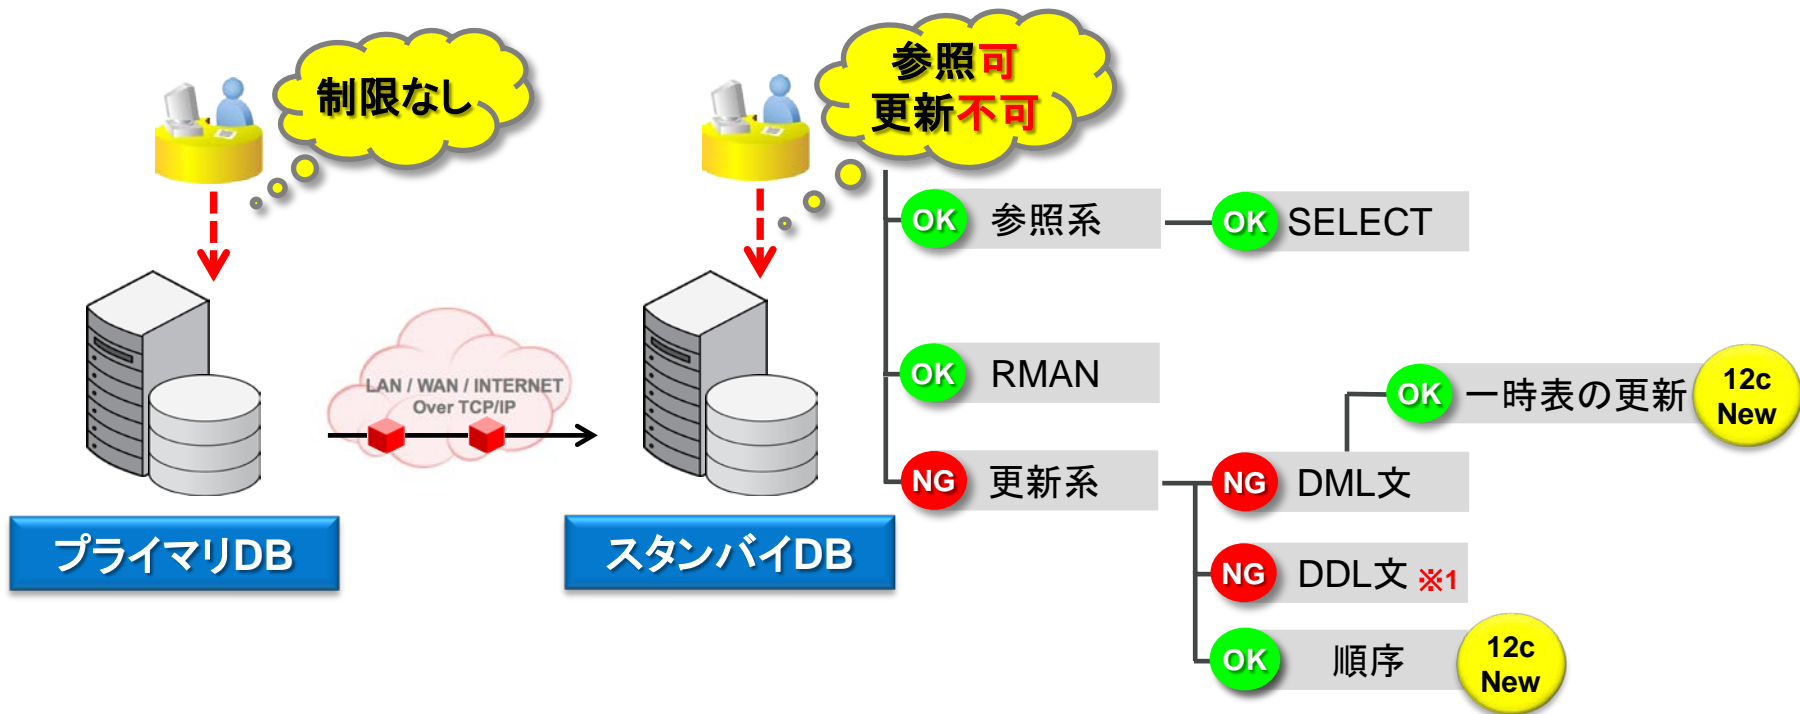 制限なし
参照可
更新不可
OK 参照系
OK SELECT
OK RMAN
OK 一時表の更新
12c
New
NG 更新系
NG DML文
NG DDL文 ※1
OK 順序
12c
New
LAN / WAN / INTERNET
Over TCP/IP
プライマリDB
スタンバイDB